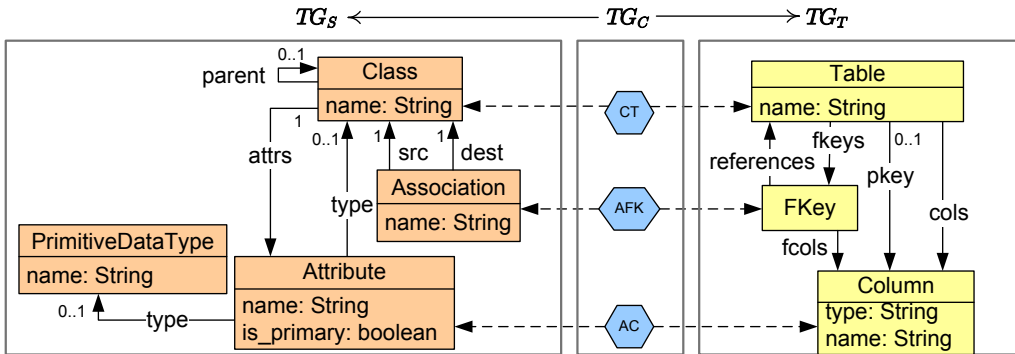 TG_S TG_C TG_T
0..1
parent
Class
name: String
1
0..1
1
1
attrs
src
dest
type
Association
name: String
PrimitiveDataType
name: String
0..1
type
Attribute
name: String
is_primary: boolean
CT
AFK
AC
Table
name: String
fkeys
0..1
references
pkey
cols
FKey
fcols
Column
type: String
name: String